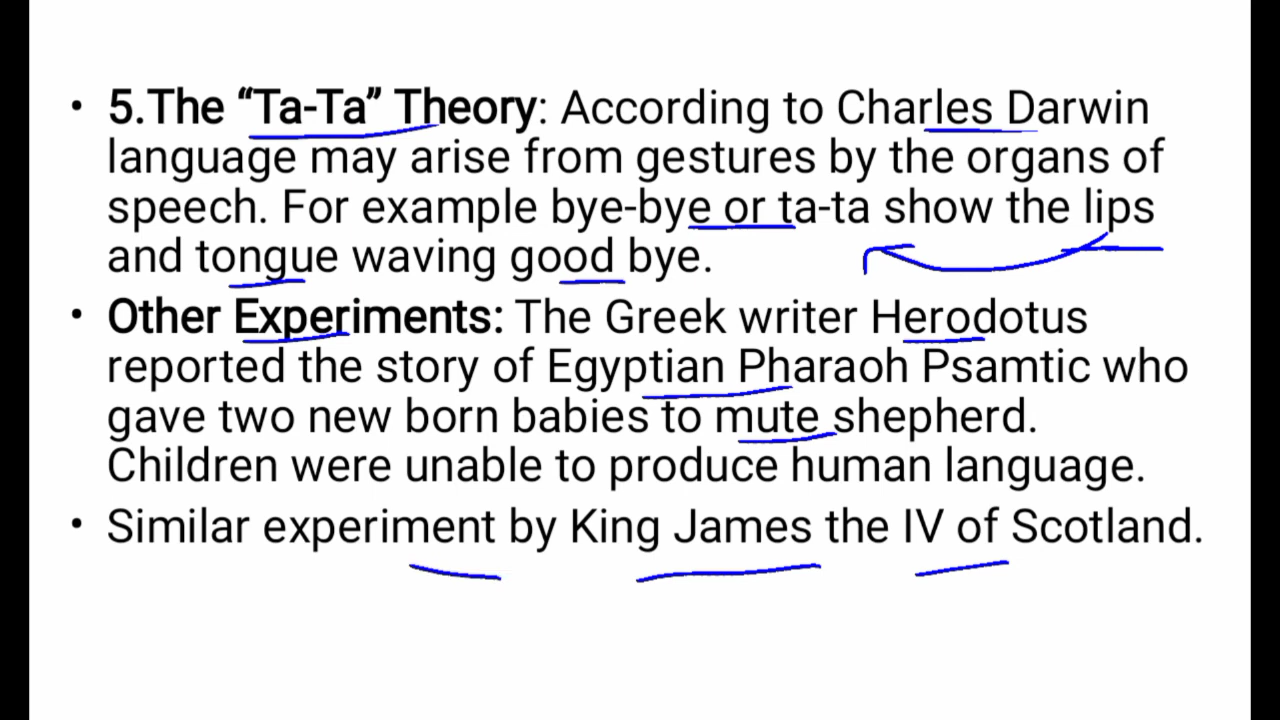 • 5.The “Ta-Ta” Theory: According to Charles Darwin
language may arise from gestures by the organs of
speech. For example bye-bye or ta-ta show the lips
and tongue waving good bye.
• Other Experiments: The Greek writer Herodotus
reported the story of Egyptian Pharaoh Psamtic who
gave two new born babies to mute shepherd.
Children were unable to produce human language.
• Similar experiment by King James the IV of Scotland.